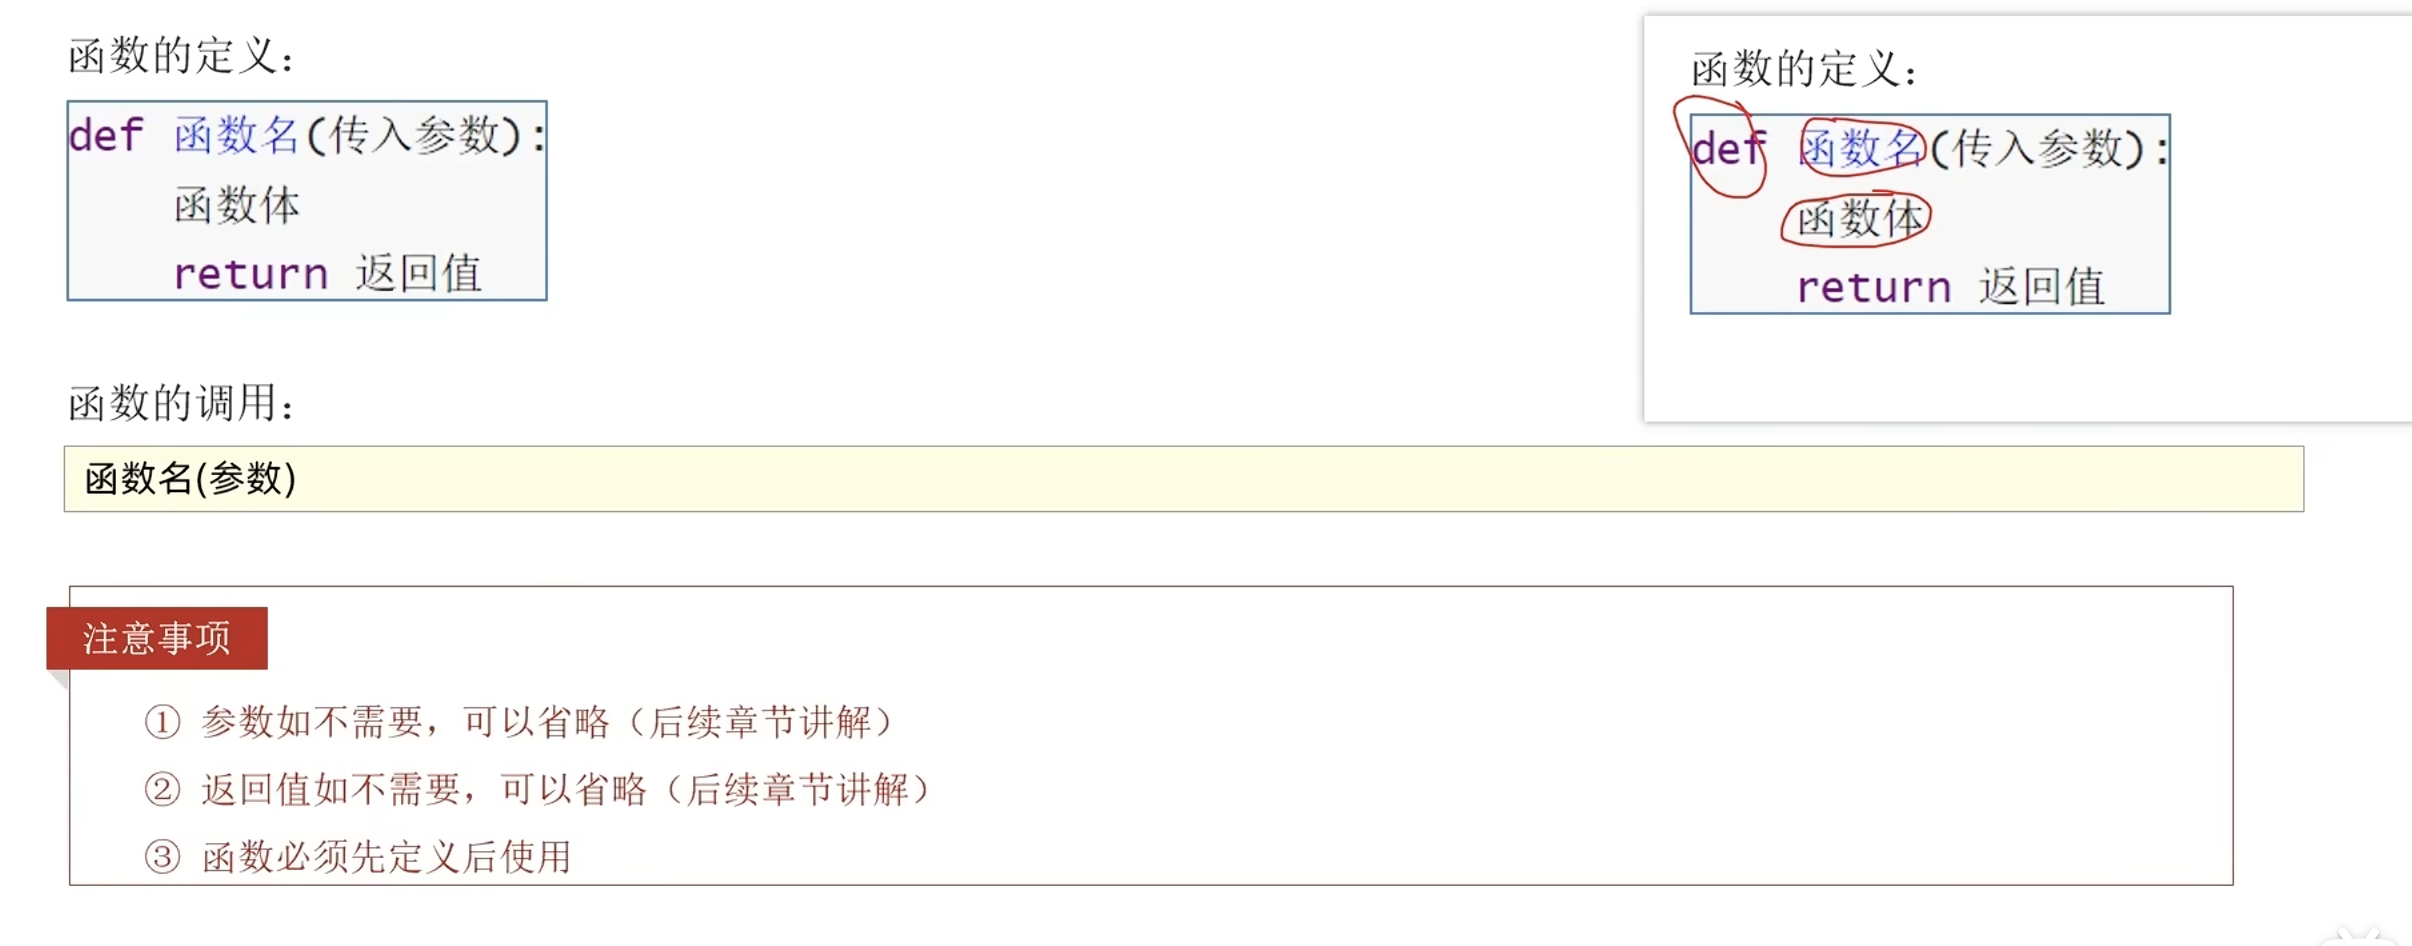 函数的定义：
def 函数名(传入参数):
函数体
return 返回值
函数的定义：
def 函数名(传入参数):
函数体
return 返回值
函数的调用：
函数名(参数)
注意事项
① 参数如不需要，可以省略（后续章节讲解）
② 返回值如不需要，可以省略（后续章节讲解）
③ 函数必须先定义后使用